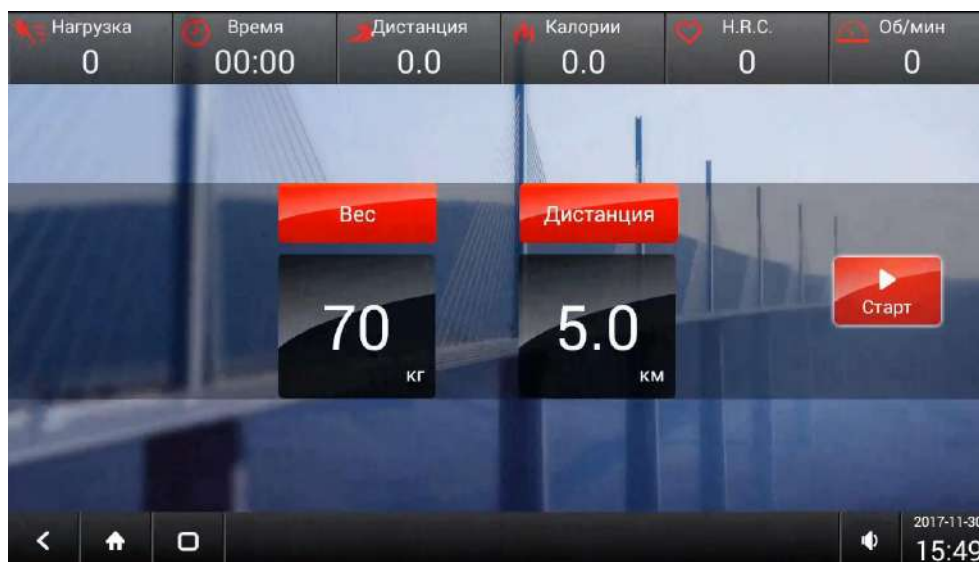 Нагрузка Время Дистанция Калории H.R.C. Об/мин
0 00:00 0.0 0.0 0 0
Вес Дистанция
70 5.0
кг км
Старт
2017-11-30
15:49